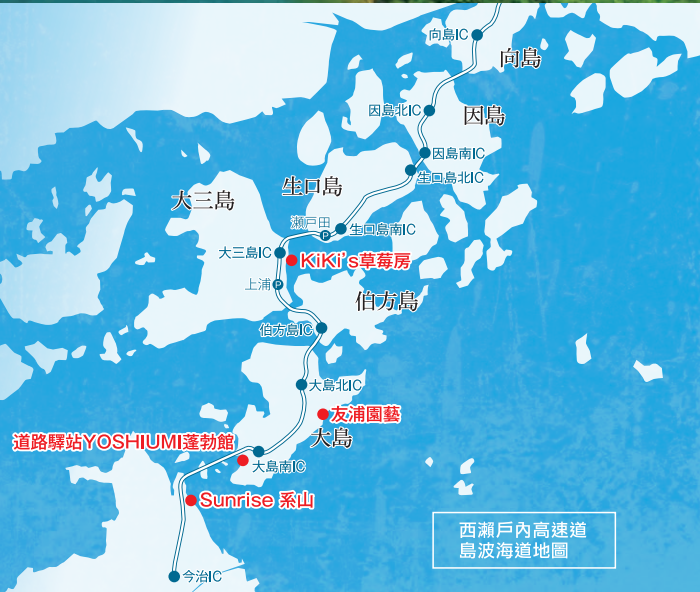 向島IC
向島
因島北IC
因島
因島南IC
生口島北IC
生口島
大三島
瀬戸田
P
生口島南IC
大三島IC
KiKi's草莓房
上浦
P
伯方島
伯方島IC
大島北IC
友浦園藝
大島
道路驛站YOSHIUMI蓬勃館
大島南IC
Sunrise 系山
西瀨戶內高速道
島波海道地圖
今治IC